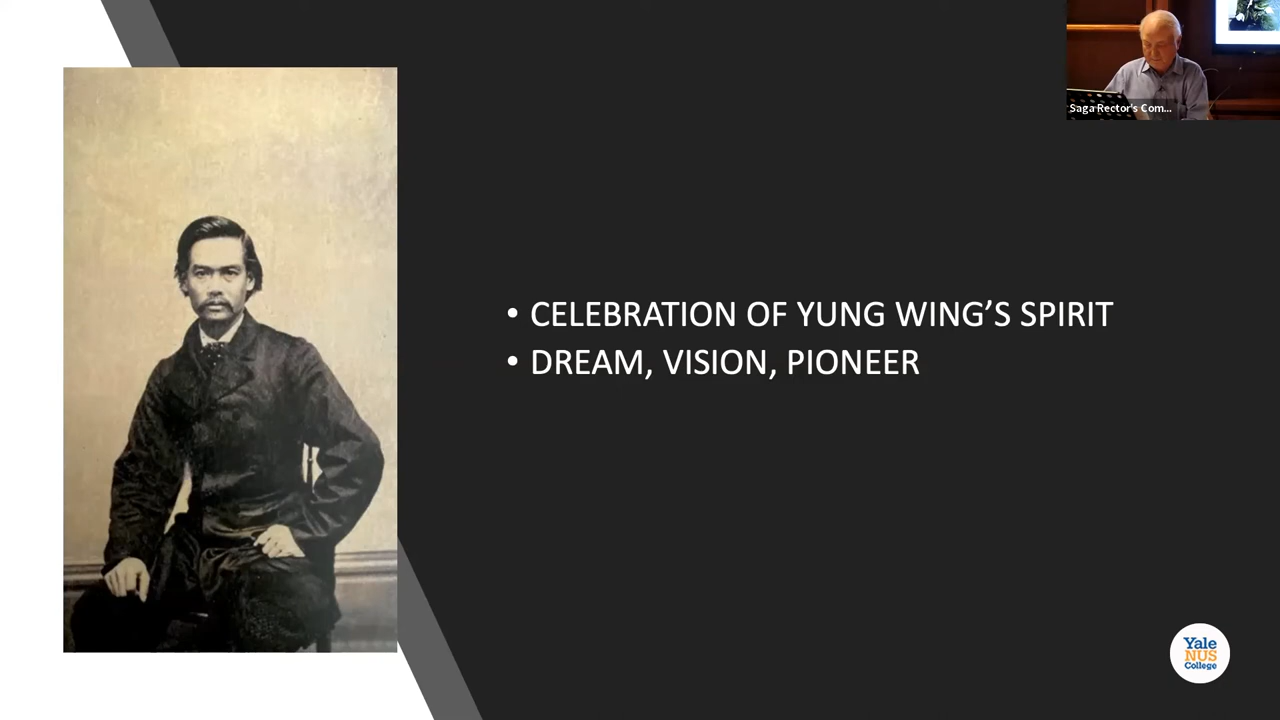 Saga Rector's Com...
• CELEBRATION OF YUNG WING’S SPIRIT
• DREAM, VISION, PIONEER
Yale
NUS
College